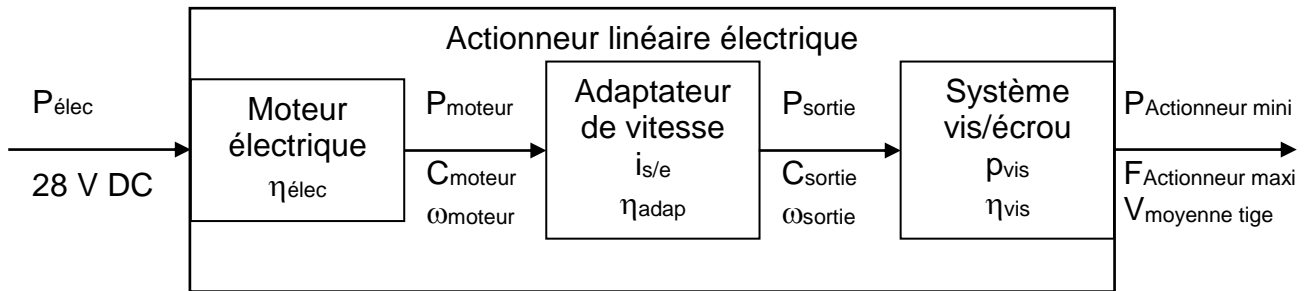 Actionneur linéaire électrique
Pélec
28 V DC
Moteur
électrique
ηélec
Pmoteur
Cmoteur
ωmoteur
Adaptateur
de vitesse
is/e
ηadap
Psortie
Csortie
ωsortie
Système
vis/écrou
pvis
ηvis
PActionneur mini
FActionneur maxi
Vmoyenne tige